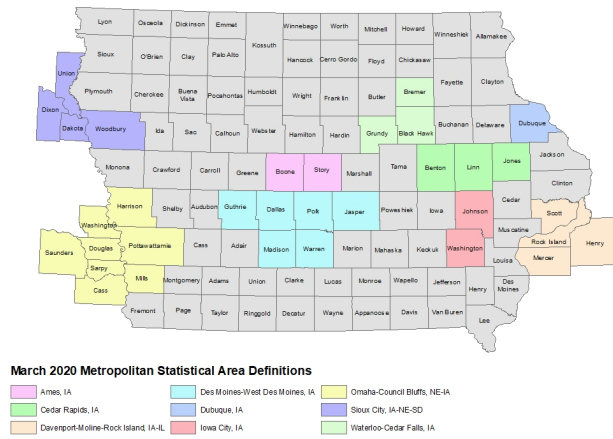 Lyon Osceola Dickinson Emmet Winnebago Worth Mitchell Howard Winneshiek Allamakee
Kossuth
Sioux O'Brien Clay Palo Alto Hancock Cerro Gordo Floyd Chickasaw
Union
Plymouth Cherokee Buena Vista Pocahontas Humboldt Wright Franklin Butler Bremer Fayette Clayton
Dixon Dakota Woodbury Ida Sac Calhoun Webster Hamilton Hardin Grundy Black Hawk Buchanan Delaware Dubuque
Monona Crawford Carroll Greene Boone Story Marshall Tama Benton Linn Jones Jackson
Clinton
Harrison Shelby Audubon Guthrie Dallas Polk Jasper Poweshiek Iowa Johnson Cedar Scott
Washington Muscatine
Saunders Douglas Pottawattamie Cass Adair Madison Warren Marion Mahaska Keokuk Washington Louisa Rock Island Henry
Sarpy Mercer
Cass Mills Montgomery Adams Union Clarke Lucas Monroe Wapello Jefferson Henry Des Moines
Fremont Page Taylor Ringgold Decatur Wayne Appanoose Davis Van Buren Lee
March 2020 Metropolitan Statistical Area Definitions
Ames, IA Des Moines-West Des Moines, IA Omaha-Council Bluffs, NE-IA
Cedar Rapids, IA Dubuque, IA Sioux City, IA-NE-SD
Davenport-Moline-Rock Island, IA-IL Iowa City, IA Waterloo-Cedar Falls, IA